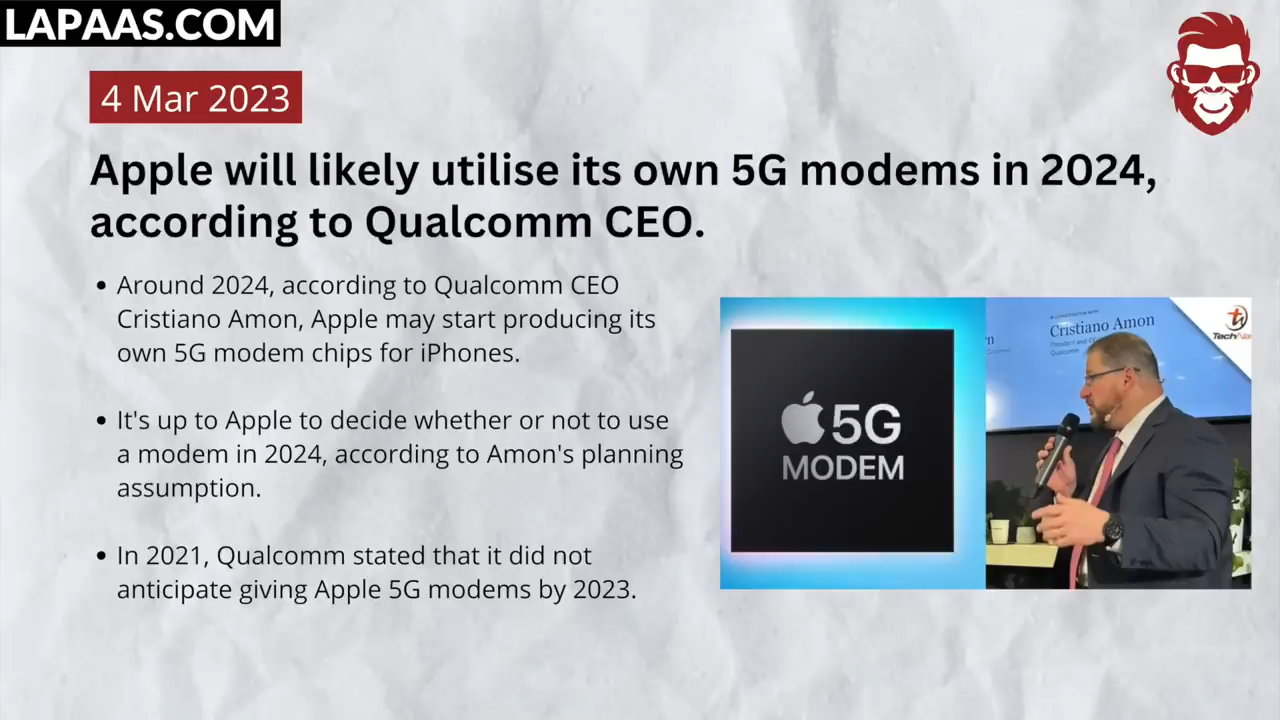 LAPAAS.COM
4 Mar 2023
Apple will likely utilise its own 5G modems in 2024,
according to Qualcomm CEO.
• Around 2024, according to Qualcomm CEO
Cristiano Amon, Apple may start producing its
own 5G modem chips for iPhones.
• It's up to Apple to decide whether or not to use
a modem in 2024, according to Amon's planning
assumption.
• In 2021, Qualcomm stated that it did not
anticipate giving Apple 5G modems by 2023.
5G
MODEM
Cristiano Amon
Qualcomm